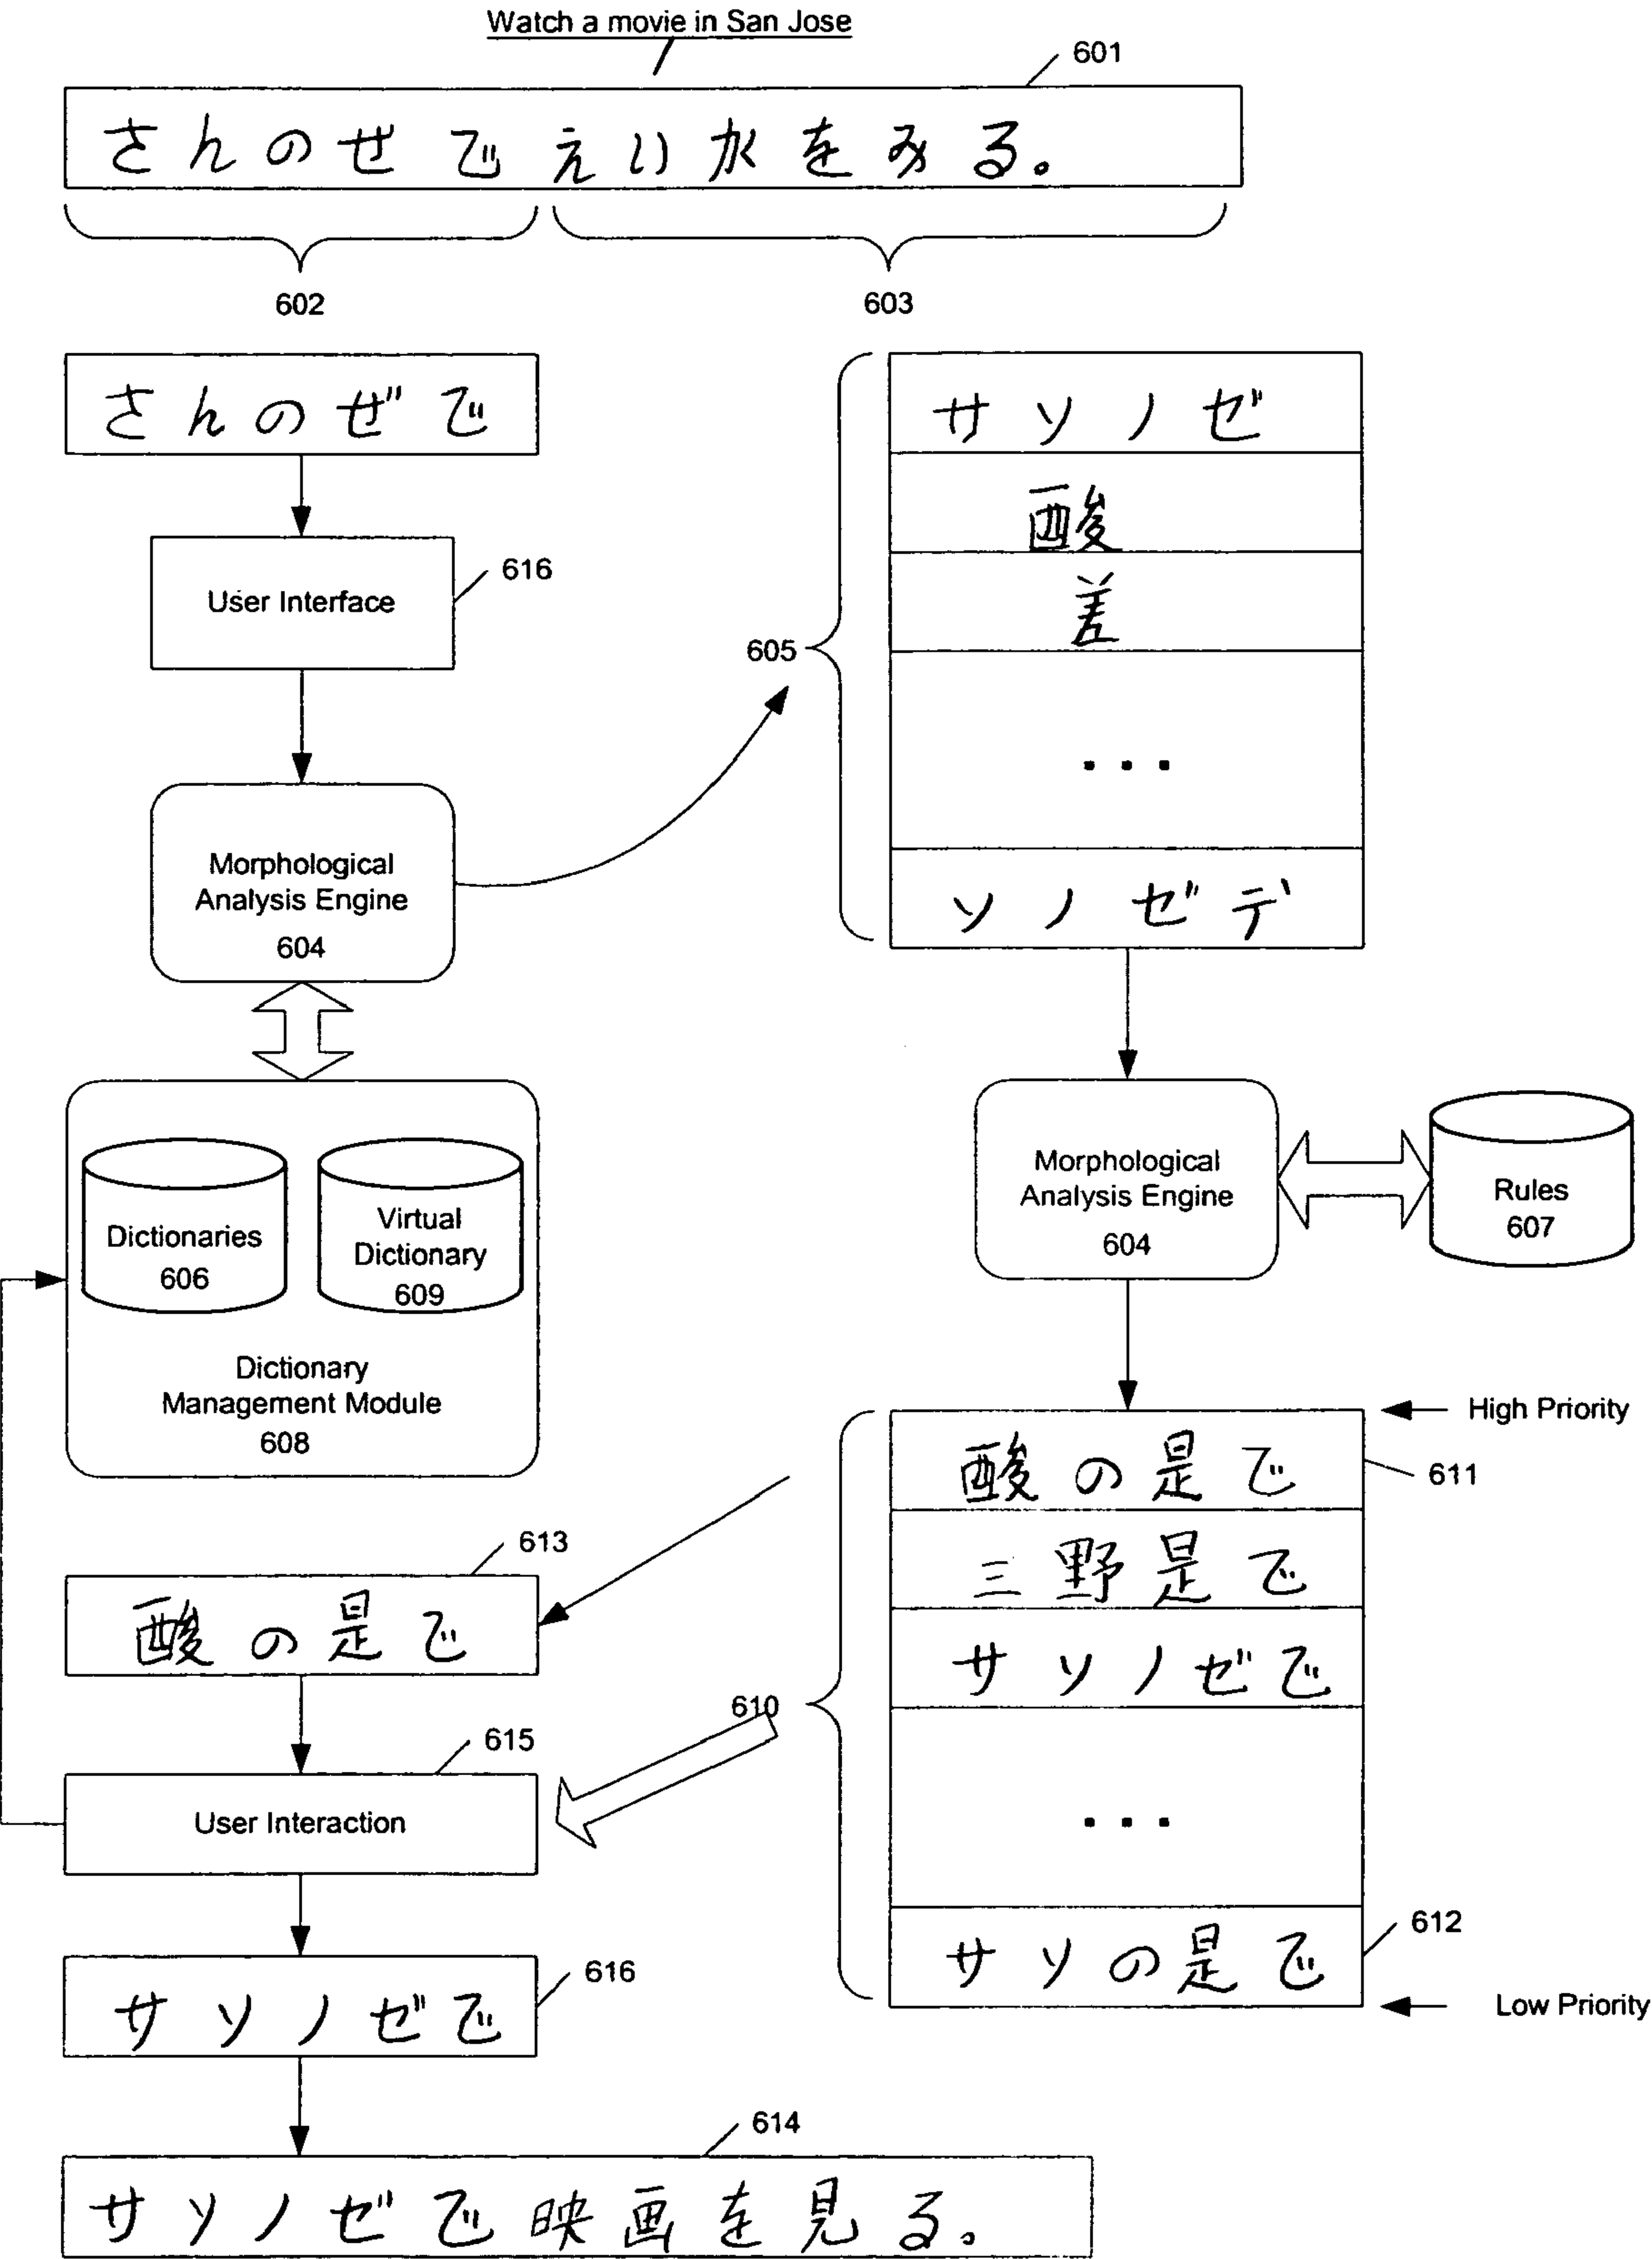 Watch a movie in San Jose
601
さんのせでえいかをみる。
602
603
さんのぜで
616
User Interface
Morphological
Analysis Engine
604
605
サソノゼ
酸
差
...
ソノゼデ
Dictionaries
606
Virtual
Dictionary
609
Dictionary
Management Module
608
Morphological
Analysis Engine
604
Rules
607
High Priority
611
酸の是で
三野是で
サソノゼで
...
サソの是で
612
Low Priority
610
613
酸の是で
615
User Interaction
616
サソノゼで
614
サソノゼで映画を見る。